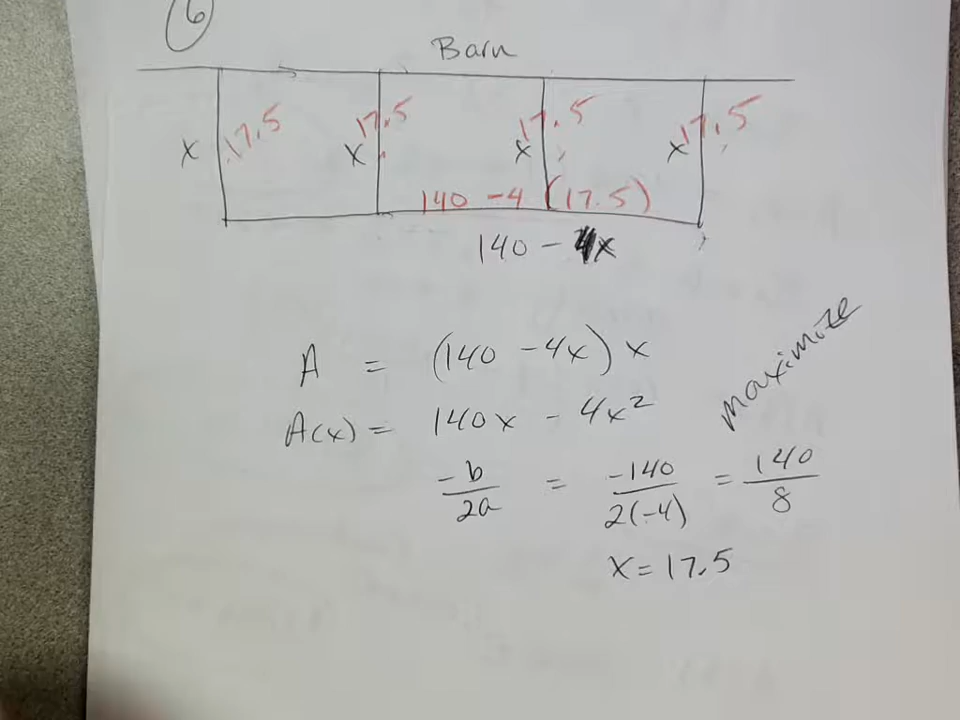 6
Barn
x 17.5 x 17.5 x 17.5 x 17.5
140 - 4 (17.5)
140 - 4x
A = (140 - 4x) x
A(x) = 140x - 4x²
maximize
-b/2a = -140/2(-4) = 140/8
x = 17.5